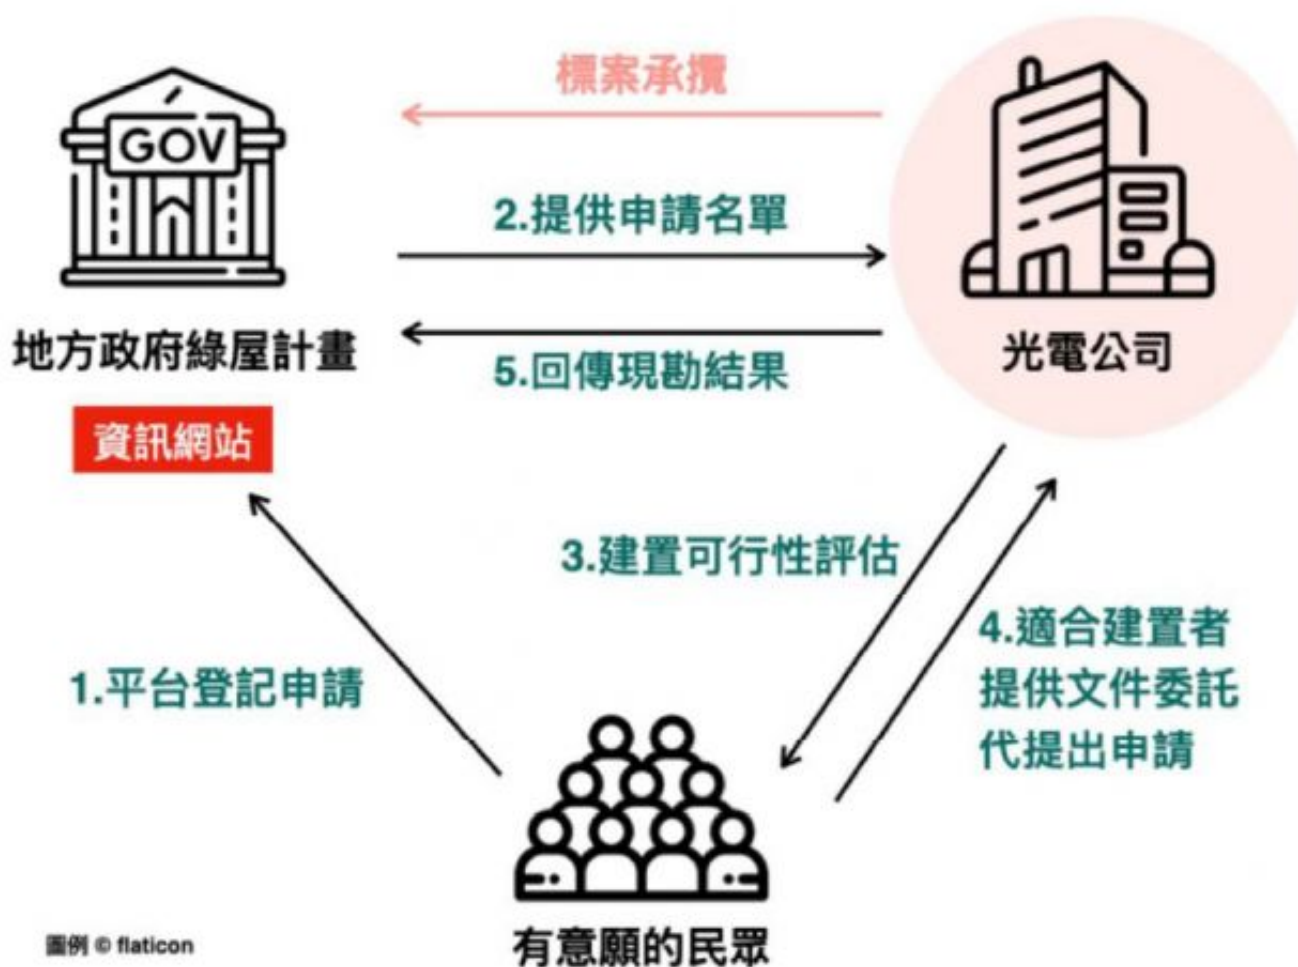 標案承攬
GOV
2.提供申請名單
地方政府綠屋計畫
光電公司
5.回傳現勘結果
資訊網站
3.建置可行性評估
4.適合建置者
提供文件委託
代提出申請
1.平台登記申請
圖例 © flaticon
有意願的民眾